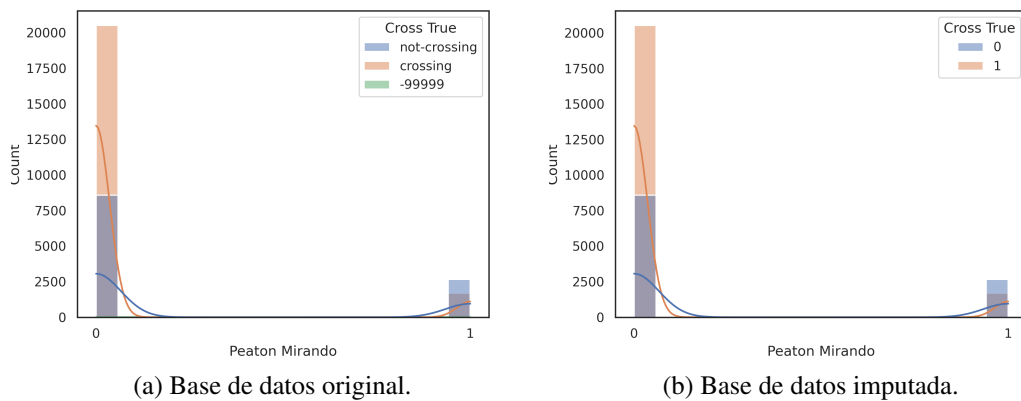 Cross True
not-crossing
crossing
-99999
20000
17500
15000
12500
10000
7500
5000
2500
0
Count
0 1
Peaton Mirando
(a) Base de datos original.
Cross True
0
1
20000
17500
15000
12500
10000
7500
5000
2500
0
Count
0 1
Peaton Mirando
(b) Base de datos imputada.